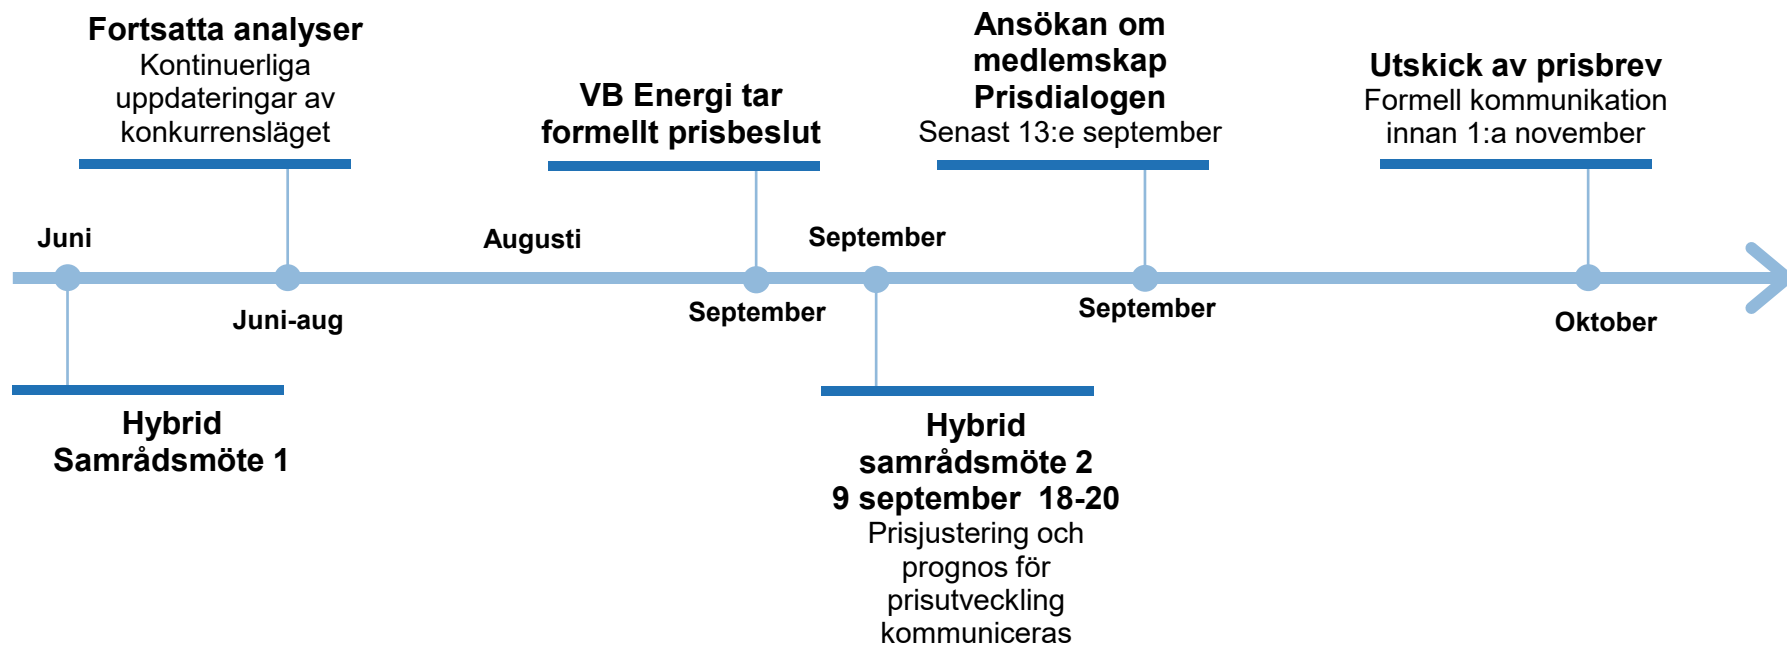 Fortsatta analyser
Kontinuerliga
uppdateringar av
konkurrensläget
VB Energi tar
formellt prisbeslut
Ansökan om
medlemskap
Prisdialogen
Senast 13:e september
Utskick av prisbrev
Formell kommunikation
innan 1:a november
Juni
Augusti
September
Juni-aug
September
September
Oktober
Hybrid
Samrådsmöte 1
Hybrid
samrådsmöte 2
9 september 18-20
Prisjustering och
prognos för
prisutveckling
kommuniceras